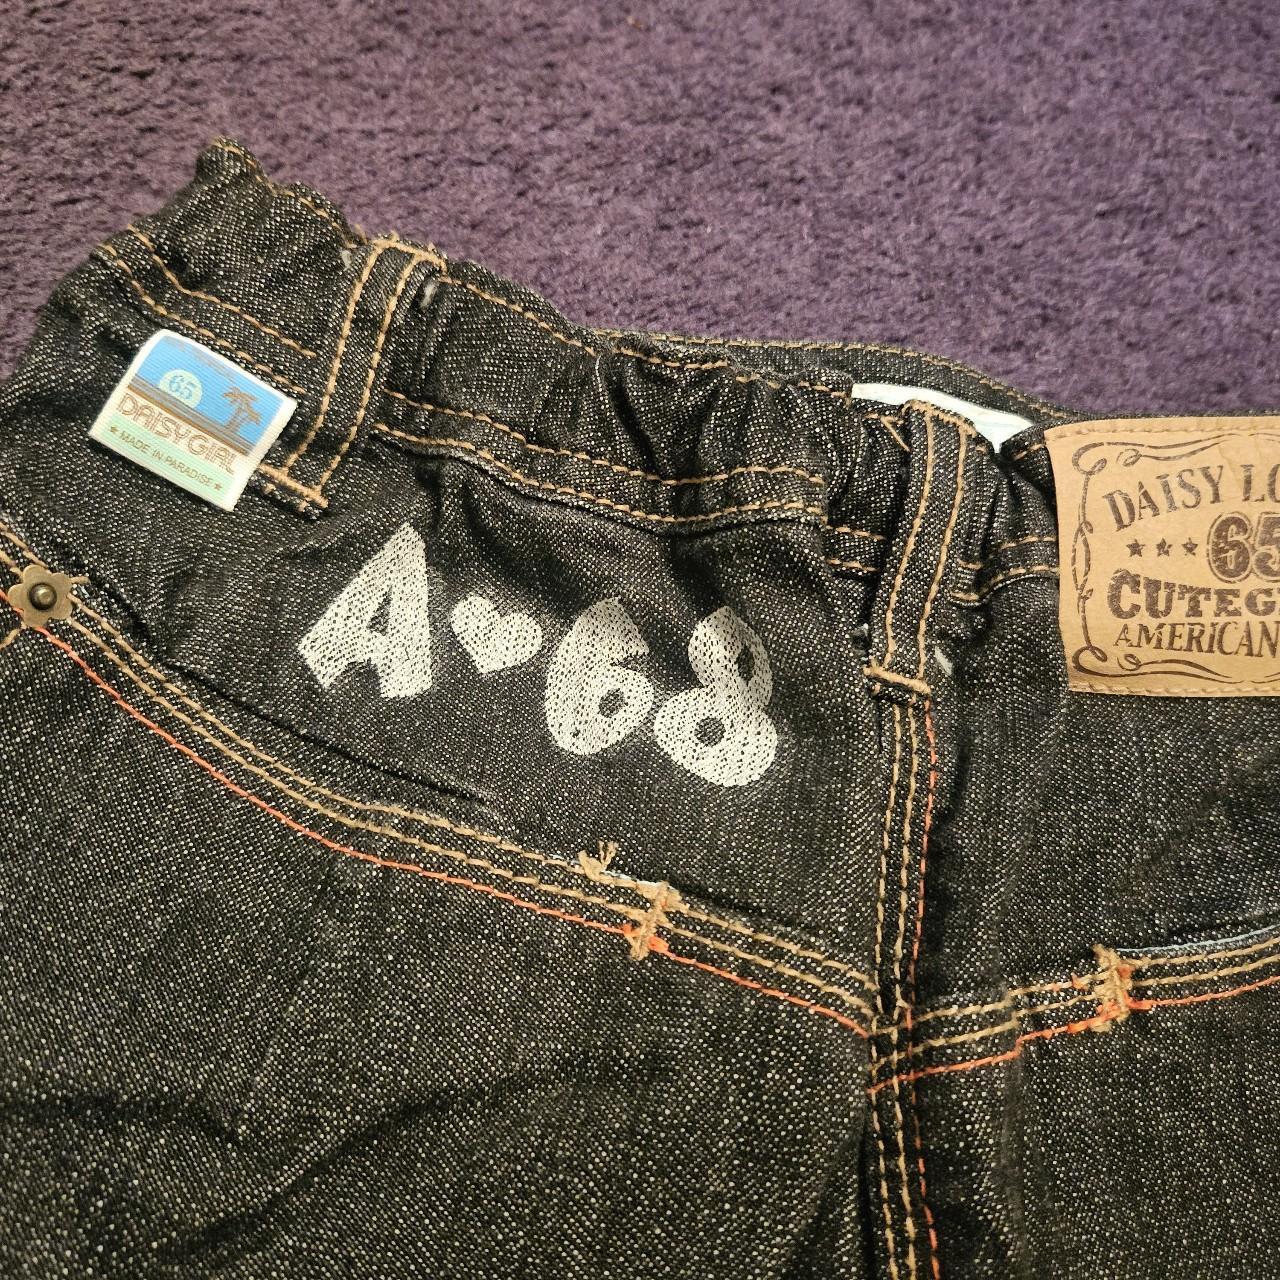 65
DAISY GIRL
★ MADE IN PARADISE ★
A♥68
DAISY LO
★★★65
CUTEG
AMERICAN